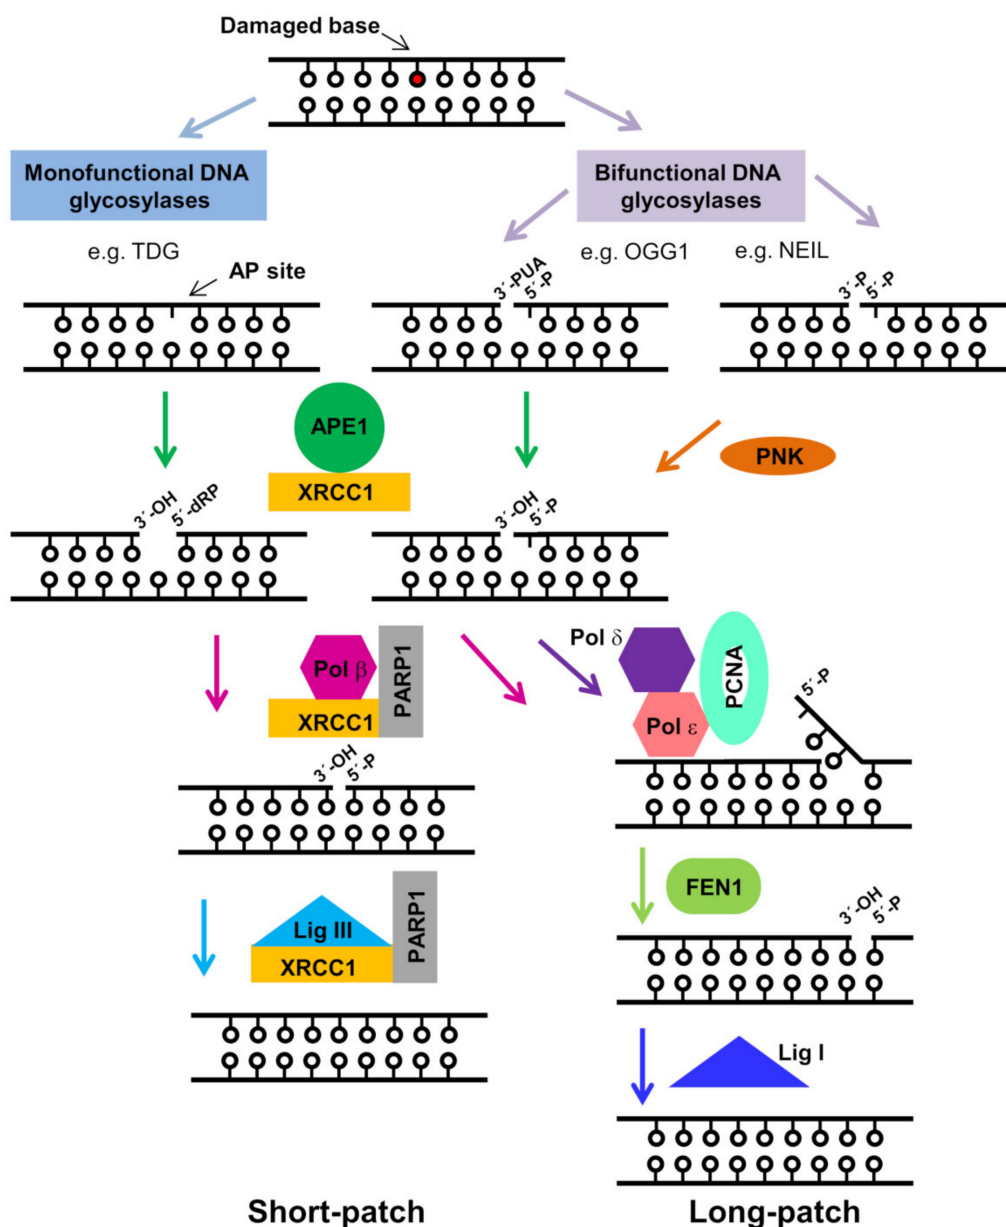 Damaged base
Monofunctional DNA
glycosylases
Bifunctional DNA
glycosylases
e.g. TDG
e.g. OGG1
e.g. NEIL
AP site
3´-PUA
5´-P
3´-P
5´-P
APE1
XRCC1
PNK
3´-OH
5´-dRP
3´-OH
5´-P
Pol β
XRCC1
PARP1
Pol δ
Pol ε
PCNA
5´-P
3´-OH
5´-P
Lig III
XRCC1
PARP1
FEN1
3´-OH
5´-P
Lig I
Short-patch
Long-patch